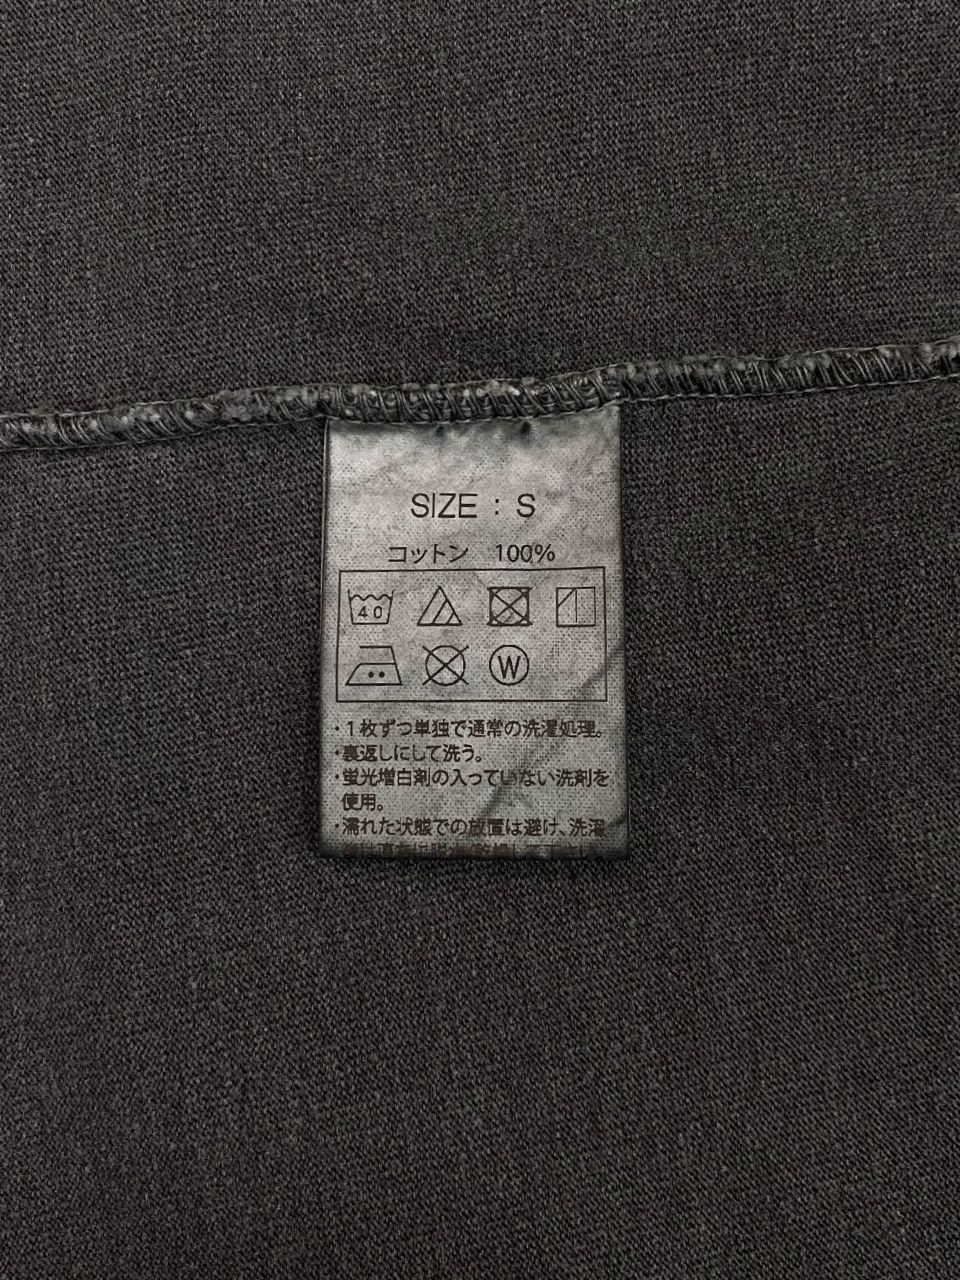 SIZE : S
コットン 100%
40
W
・1枚ずつ単独で通常の洗濯処理。
・裏返しにして洗う。
・蛍光増白剤の入っていない洗剤を
使用。
・濡れた状態での放置は避け、洗濯